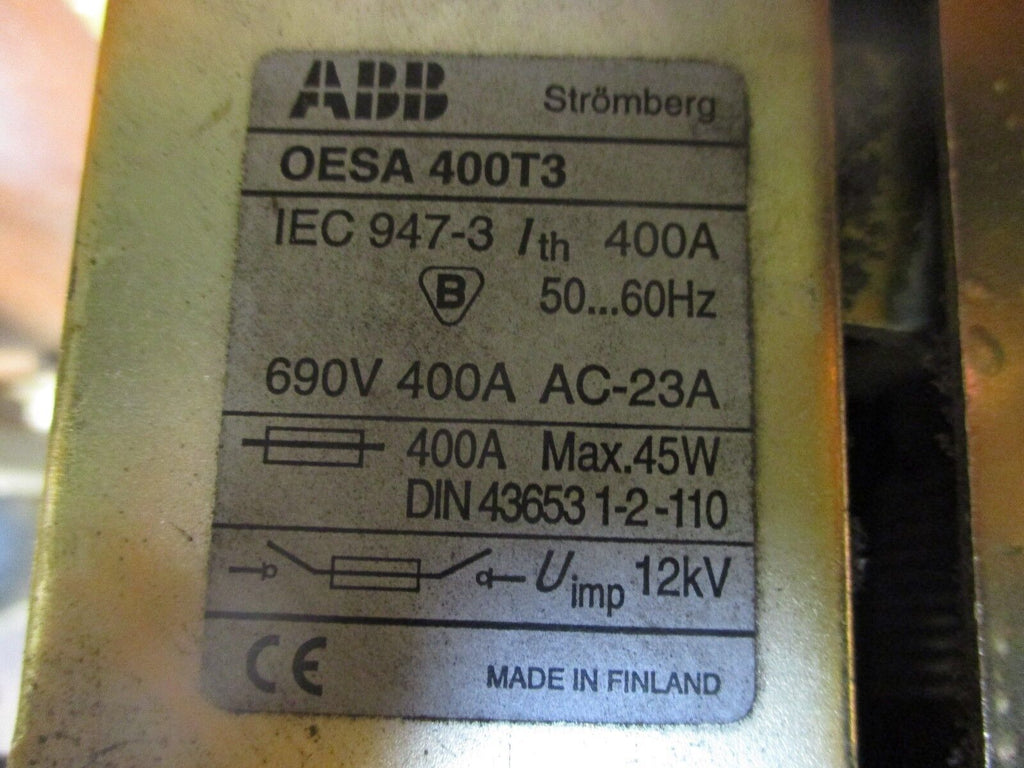 ABB Strömberg
OESA 400T3
IEC 947-3 Ith 400A
B 50...60Hz
690V 400A AC-23A
400A Max.45W
DIN 43653 1-2-110
Uimp 12kV
CE MADE IN FINLAND